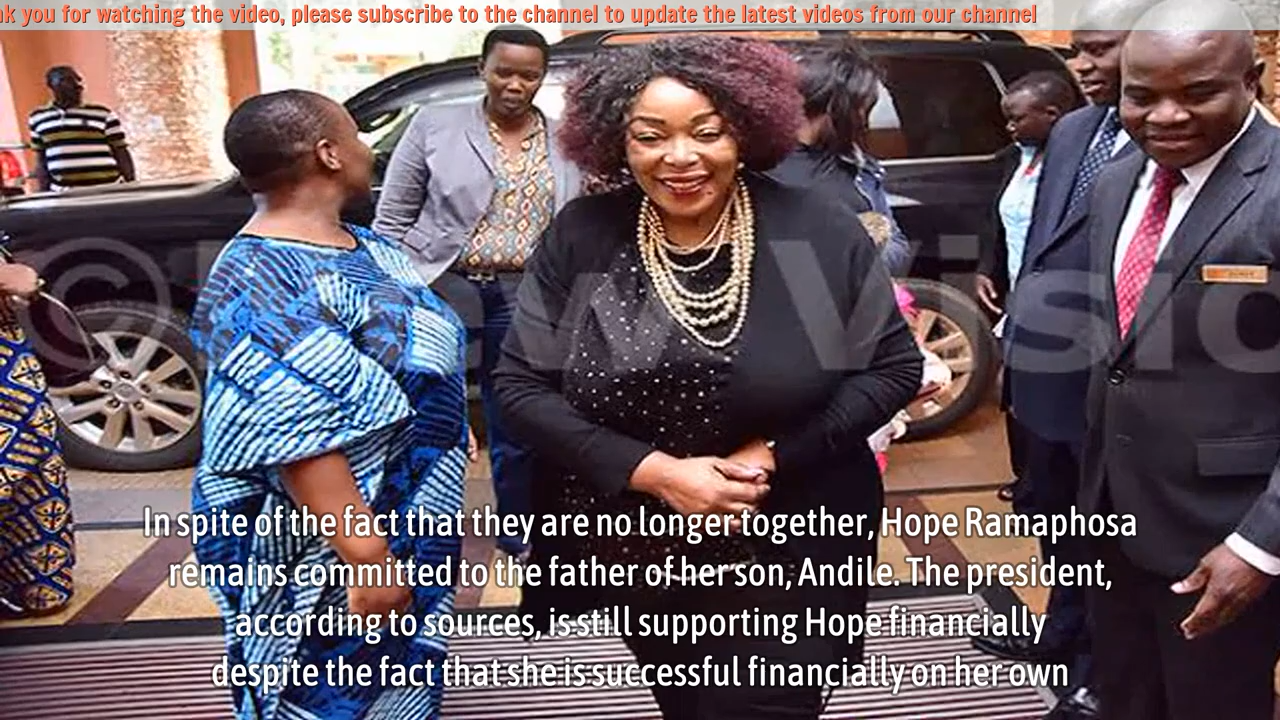 nk you for watching the video, please subscribe to the channel to update the latest videos from our channel
© New Visio
In spite of the fact that they are no longer together, Hope Ramaphosa
remains committed to the father of her son, Andile. The president,
according to sources, is still supporting Hope financially
despite the fact that she is successful financially on her own